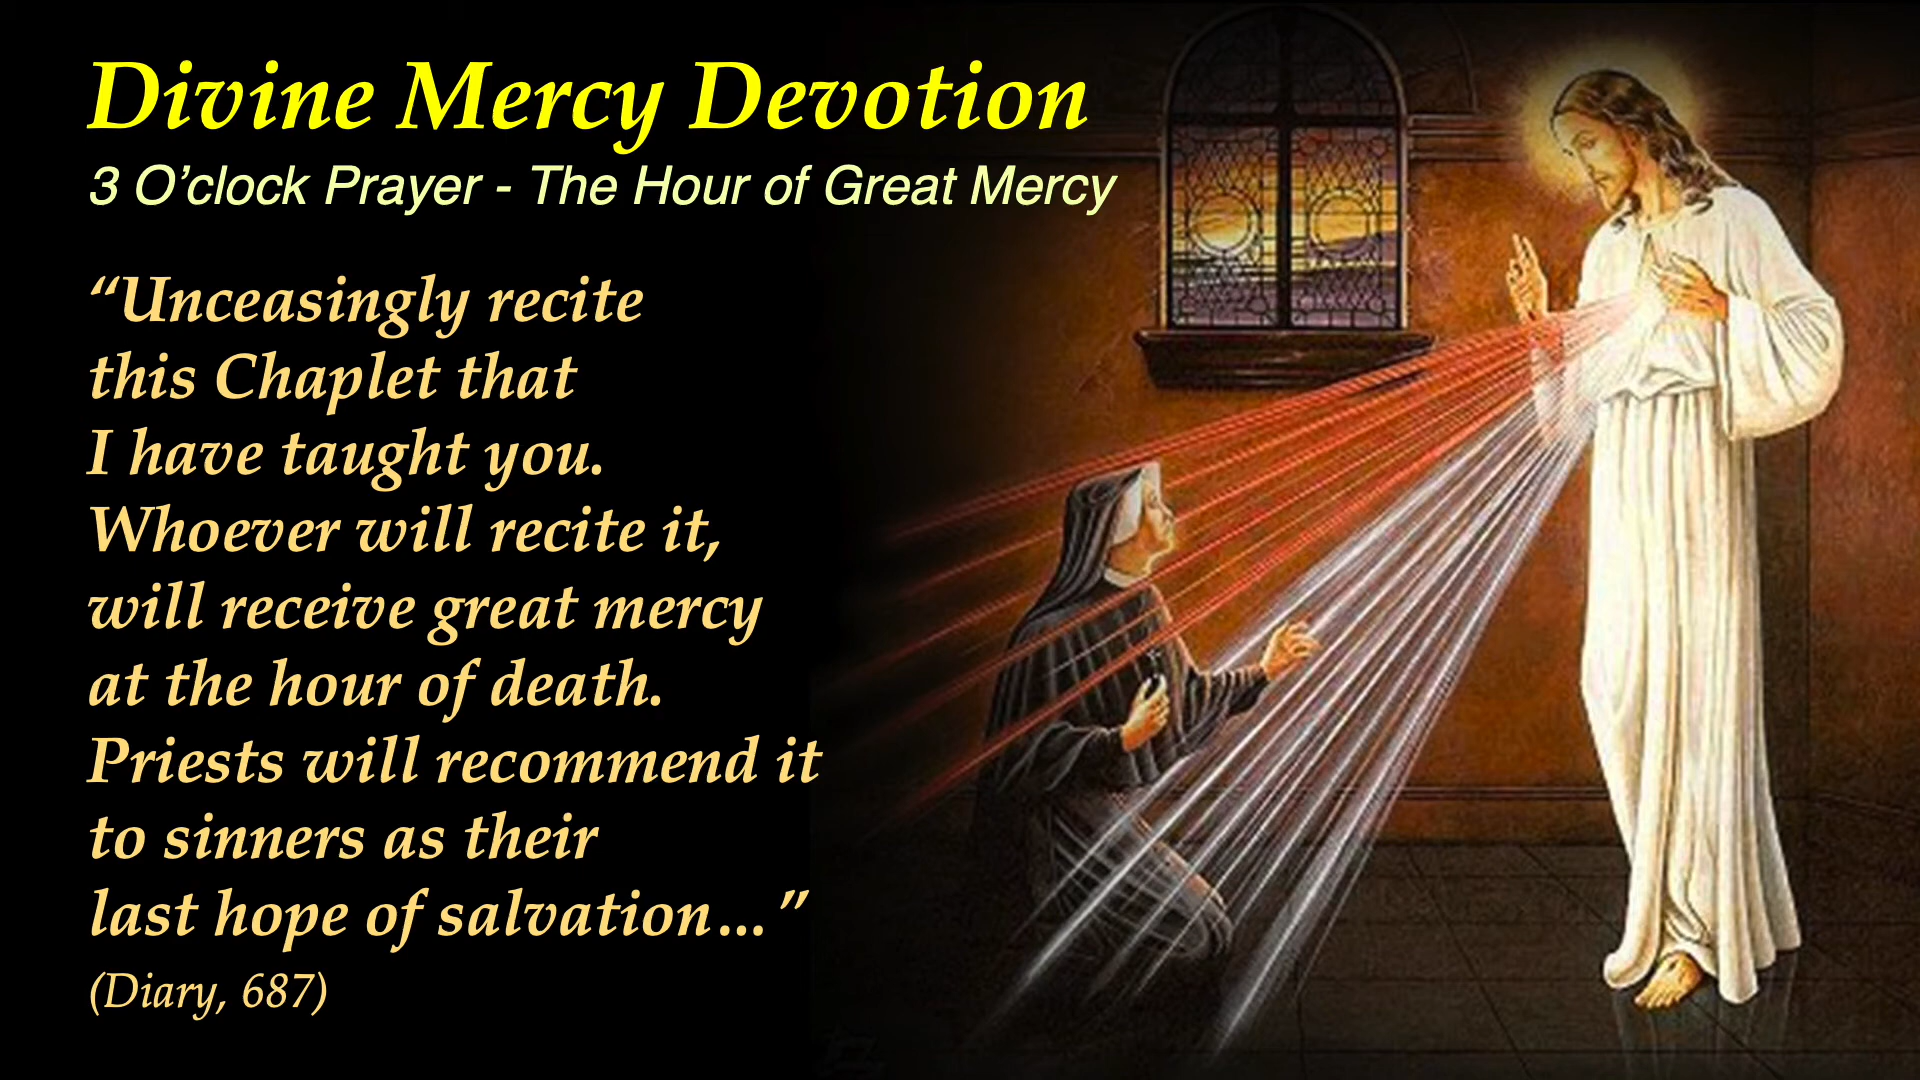 Divine Mercy Devotion
3 O’clock Prayer - The Hour of Great Mercy
“Unceasingly recite
this Chaplet that
I have taught you.
Whoever will recite it,
will receive great mercy
at the hour of death.
Priests will recommend it
to sinners as their
last hope of salvation…”
(Diary, 687)